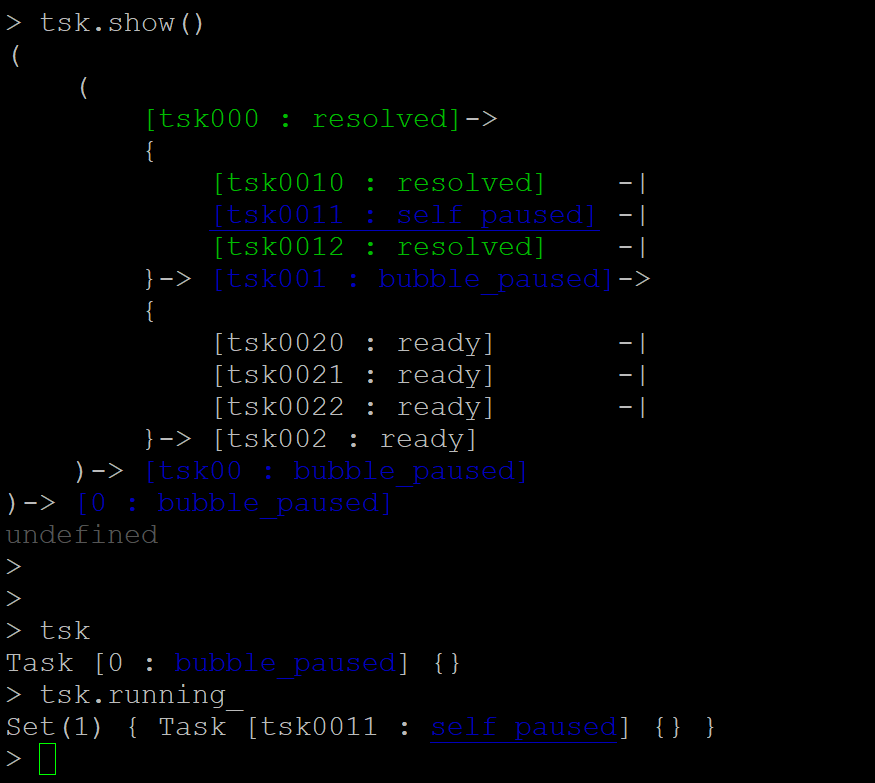 > tsk.show()
(
    (
        [tsk000 : resolved]->
        {
            [tsk0010 : resolved]    -|
            [tsk0011 : self_paused] -|
            [tsk0012 : resolved]    -|
        }-> [tsk001 : bubble_paused]->
        {
            [tsk0020 : ready]       -|
            [tsk0021 : ready]       -|
            [tsk0022 : ready]       -|
        }-> [tsk002 : ready]
    )-> [tsk00 : bubble_paused]
)-> [0 : bubble_paused]
undefined
>
>
> tsk
Task [0 : bubble_paused] {}
> tsk.running_
Set(1) { Task [tsk0011 : self_paused] {} }
>